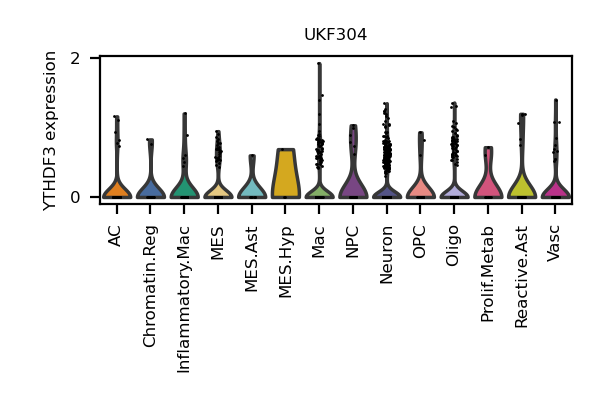 UKF304
YTHDF3 expression
2
0
AC
Chromatin.Reg
Inflammatory.Mac
MES
MES.Ast
MES.Hyp
Mac
NPC
Neuron
OPC
Oligo
Prolif.Metab
Reactive.Ast
Vasc